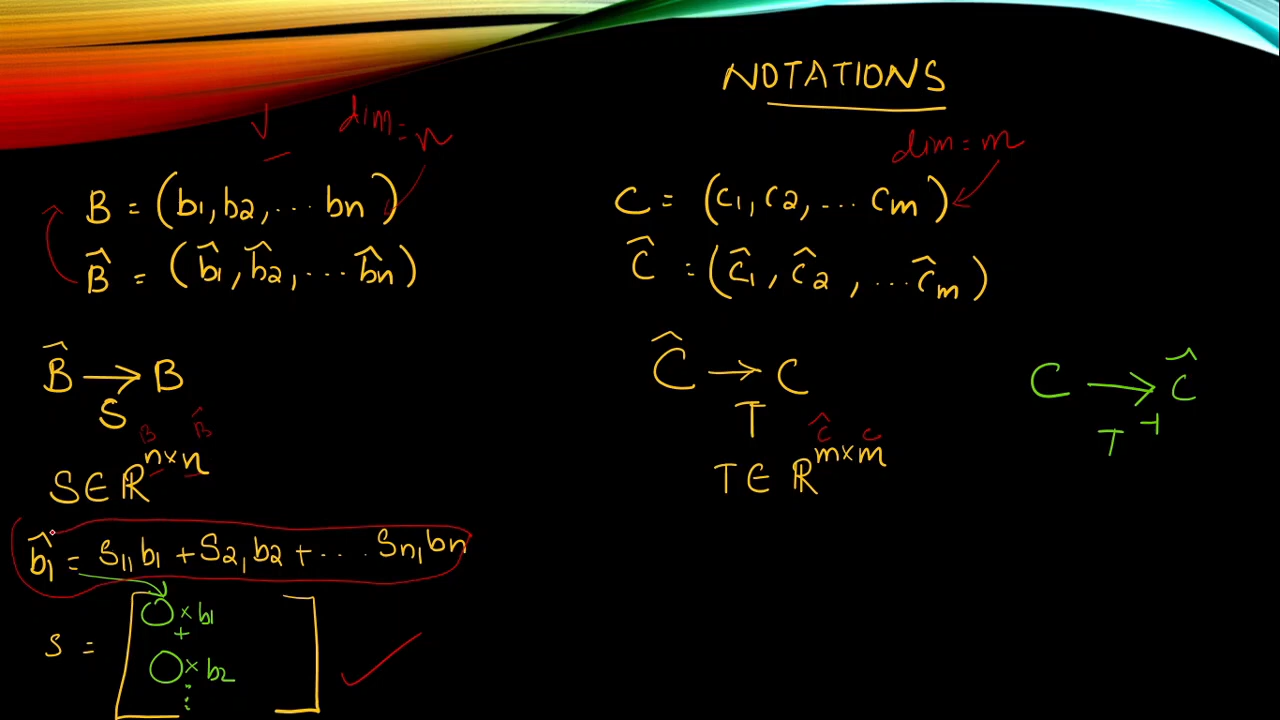 NOTATIONS
V dim = n
dim = m
B = (b1, b2, ... bn)
C = (c1, c2, ... cm)
B̂ = (b̂1, b̂2, ... b̂n)
Ĉ = (ĉ1, ĉ2, ... ĉm)
B̂ → B
S
Ĉ → C
T
C → Ĉ
T⁻¹
B B̂
S ∈ ℝ^n×n
Ĉ C
T ∈ ℝ^m×m
b̂1 = S11 b1 + S21 b2 + ... Sn1 bn
S = [
O × b1
+
O × b2
⋮
]